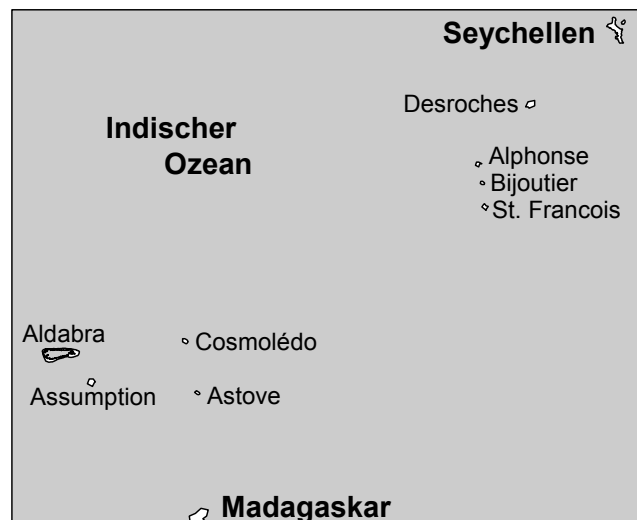 Seychellen
Desroches
Indischer
Ozean
Alphonse
Bijoutier
St. Francois
Aldabra
Cosmolédo
Assumption
Astove
Madagaskar